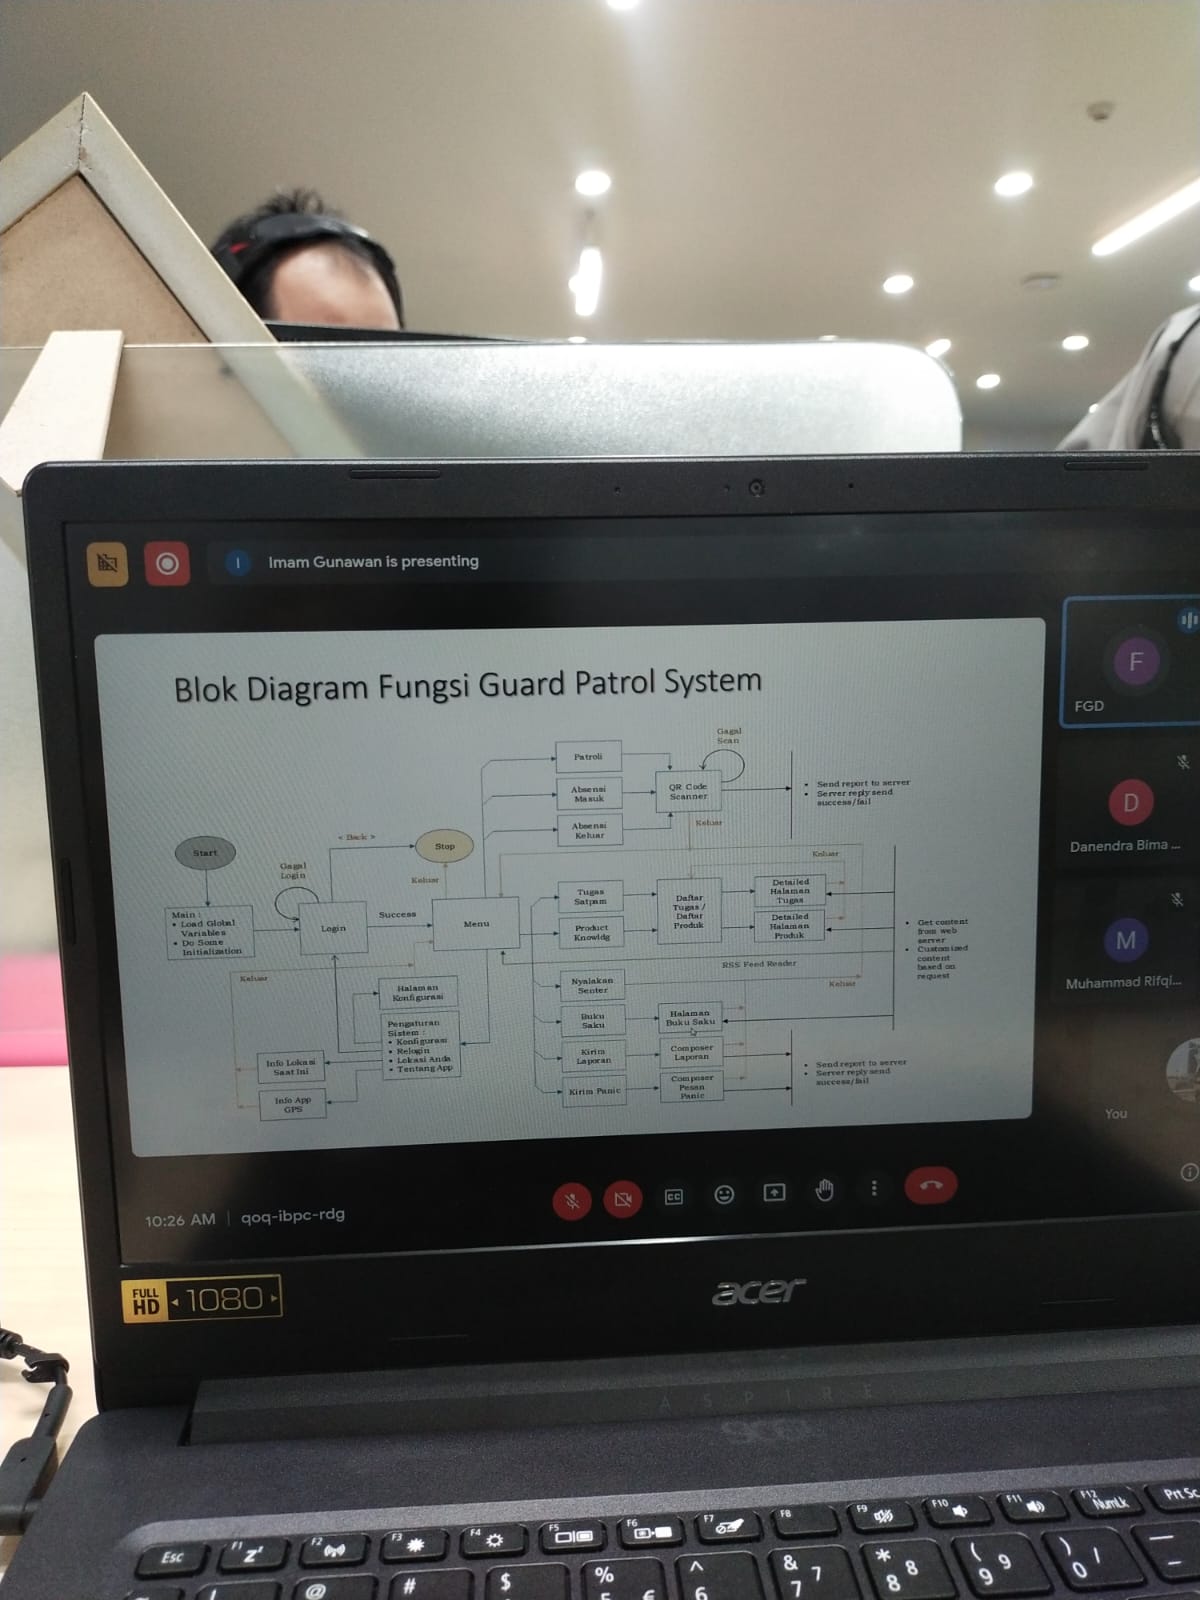 I
Imam Gunawan is presenting
Blok Diagram Fungsi Guard Patrol System
Start
Main :
• Load Global
Variables
• Do Some
Initialization
Gagal
Login
Login
< Back >
Stop
Keluar
Success
Menu
Patroli
Absensi
Masuk
Absensi
Keluar
QR Code
Scanner
Gagal
Scan
Keluar
• Send report to server
• Server reply send
success/fail
Tugas
Satpam
Product
Knowldg
Daftar
Tugas /
Daftar
Produk
Keluar
Detailed
Halaman
Tugas
Detailed
Halaman
Produk
• Get content
from web
server
• Customized
content
based on
request
RSS Feed Reader
Keluar
Nyalakan
Senter
Buku
Saku
Halaman
Buku Saku
Kirim
Laporan
Composer
Laporan
Kirim Panic
Composer
Pesan
Panic
• Send report to server
• Server reply send
success/fail
Keluar
Halaman
Konfigurasi
Pengaturan
Sistem :
• Konfigurasi
• Relogin
• Lokasi Anda
• Tentang App
Info Lokasi
Saat Ini
Info App
GPS
F
FGD
D
Danendra Bima ...
M
Muhammad Rifqi...
You
10:26 AM | qoq-ibpc-rdg
CC
FULL
HD
1080
acer
ASPIRE
Esc
F1
F2
F3
F4
F5
F6
F7
F8
F9
F10
F11
F12
NumLk
Prt Sc
@
#
$
%
5
€
^
6
&
7
7
*
8
8
(
9
9
)
0